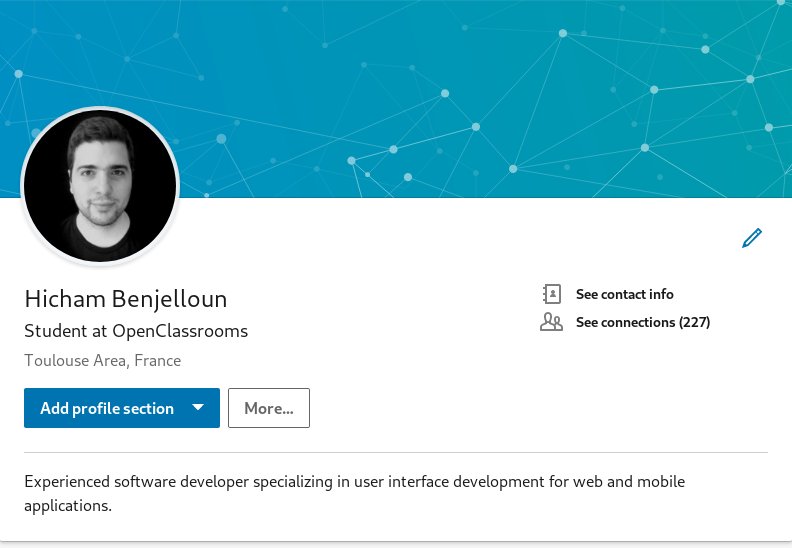 Hicham Benjelloun
Student at OpenClassrooms
Toulouse Area, France
See contact info
See connections (227)
Add profile section
More...
Experienced software developer specializing in user interface development for web and mobile
applications.